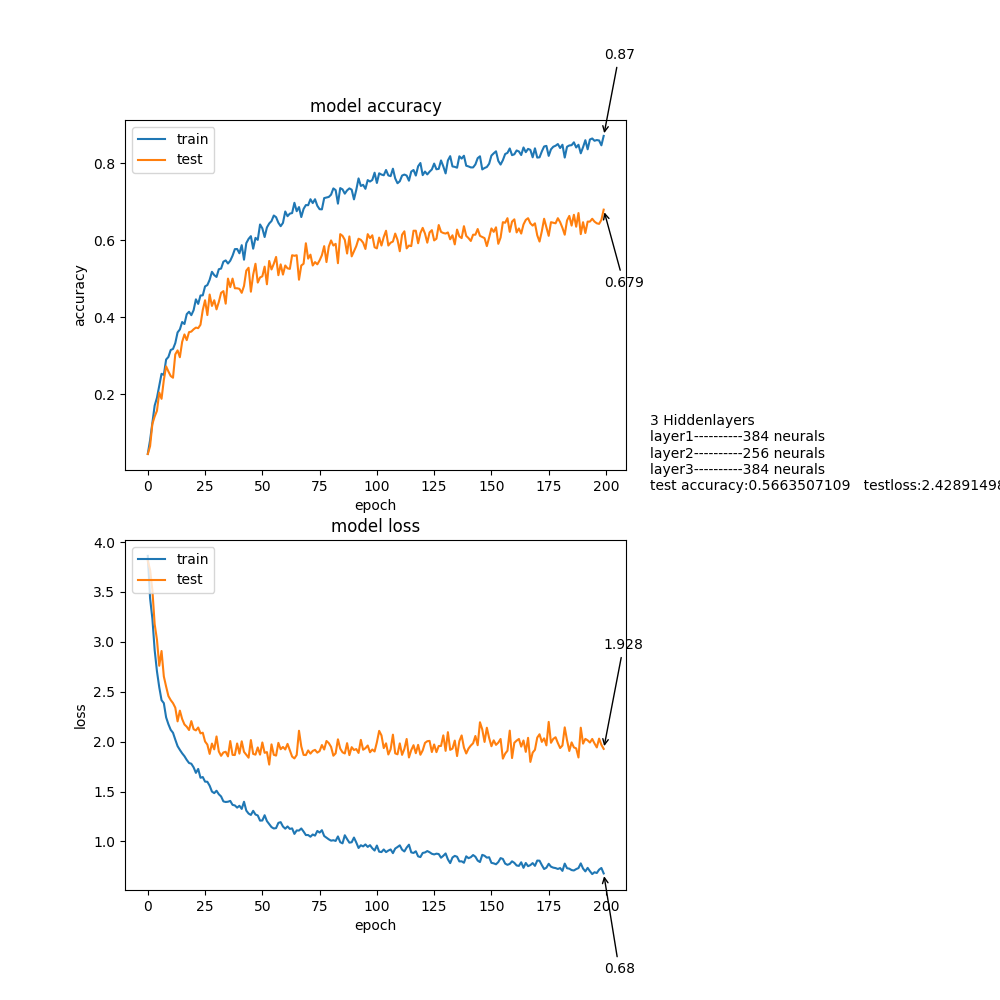 0.87
model accuracy
train
test
0.8
0.6
0.4
0.2
accuracy
0.679
0 25 50 75 100 125 150 175 200
epoch
3 Hiddenlayers
layer1----------384 neurals
layer2----------256 neurals
layer3----------384 neurals
test accuracy:0.5663507109 testloss:2.42891498
model loss
train
test
4.0
3.5
3.0
2.5
2.0
1.5
1.0
loss
1.928
0 25 50 75 100 125 150 175 200
epoch
0.68